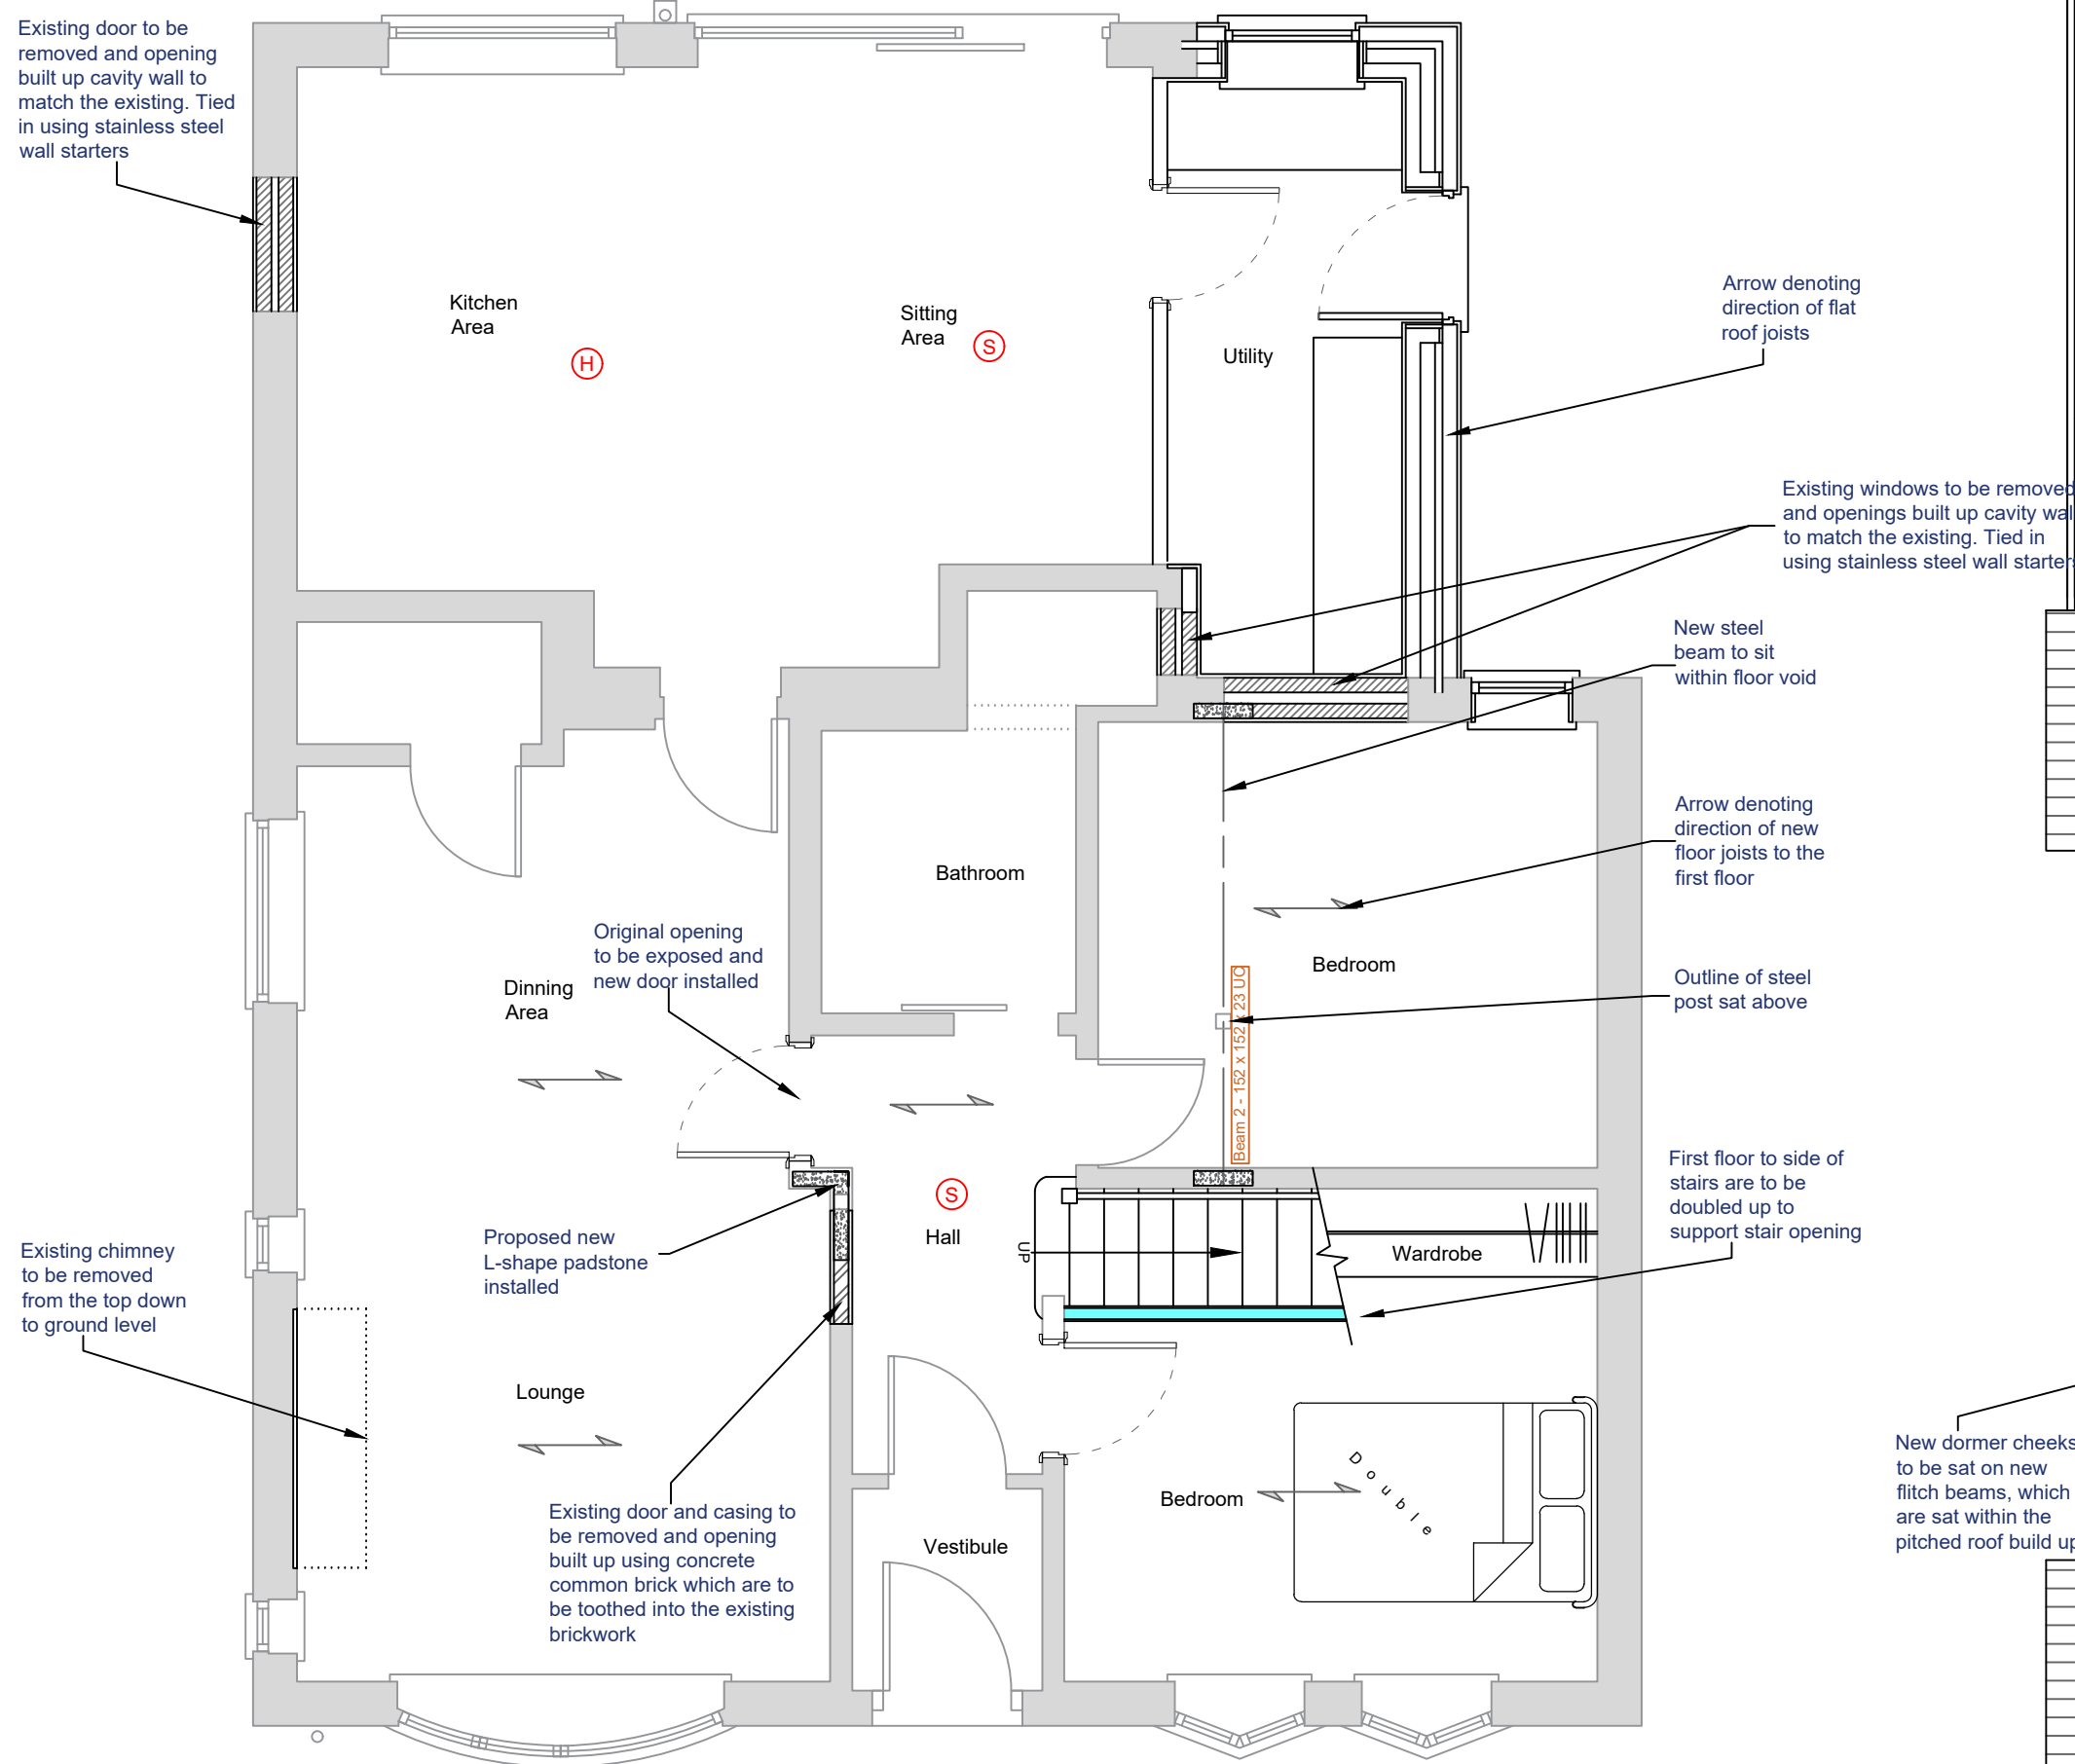 Existing door to be
removed and opening
built up cavity wall to
match the existing. Tied
in using stainless steel
wall starters
Kitchen
Area
H
Sitting
Area
S
Utility
Arrow denoting
direction of flat
roof joists
Existing windows to be removed
and openings built up cavity wall
to match the existing. Tied in
using stainless steel wall starters
New steel
beam to sit
within floor void
Arrow denoting
direction of new
floor joists to the
first floor
Bathroom
Original opening
to be exposed and
new door installed
Dinning
Area
Bedroom
Beam 2 - 152 x 152 x 23 UC
Outline of steel
post sat above
First floor to side of
stairs are to be
doubled up to
support stair opening
S
Hall
UP
Wardrobe
Proposed new
L-shape padstone
installed
Existing chimney
to be removed
from the top down
to ground level
Lounge
Existing door and casing to
be removed and opening
built up using concrete
common brick which are to
be toothed into the existing
brickwork
Vestibule
Bedroom
Double
New dormer cheeks
to be sat on new
flitch beams, which
are sat within the
pitched roof build up